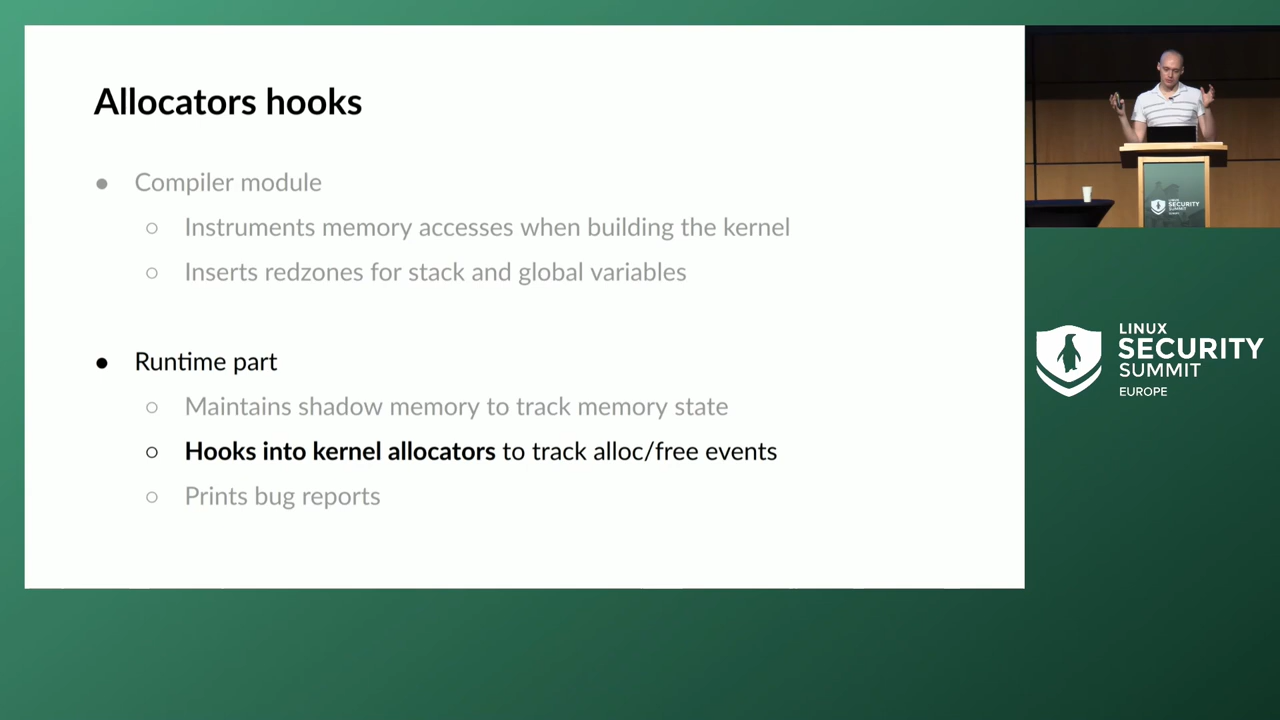 Allocators hooks
● Compiler module
○ Instruments memory accesses when building the kernel
○ Inserts redzones for stack and global variables
● Runtime part
○ Maintains shadow memory to track memory state
○ Hooks into kernel allocators to track alloc/free events
○ Prints bug reports
LINUX
SECURITY
SUMMIT
EUROPE
SECURITY
SUMMIT